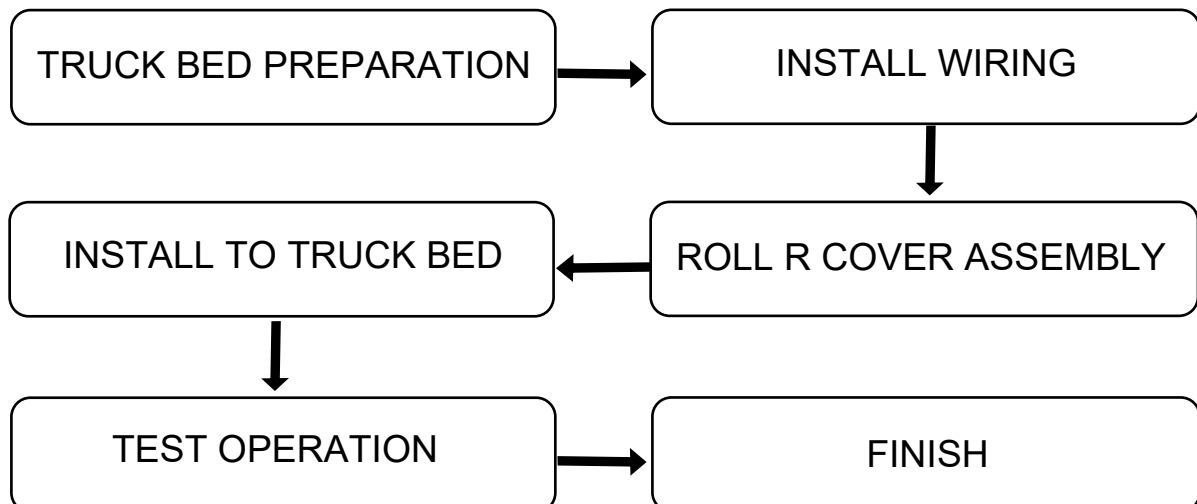 TRUCK BED PREPARATION
INSTALL WIRING
ROLL R COVER ASSEMBLY
INSTALL TO TRUCK BED
TEST OPERATION
FINISH